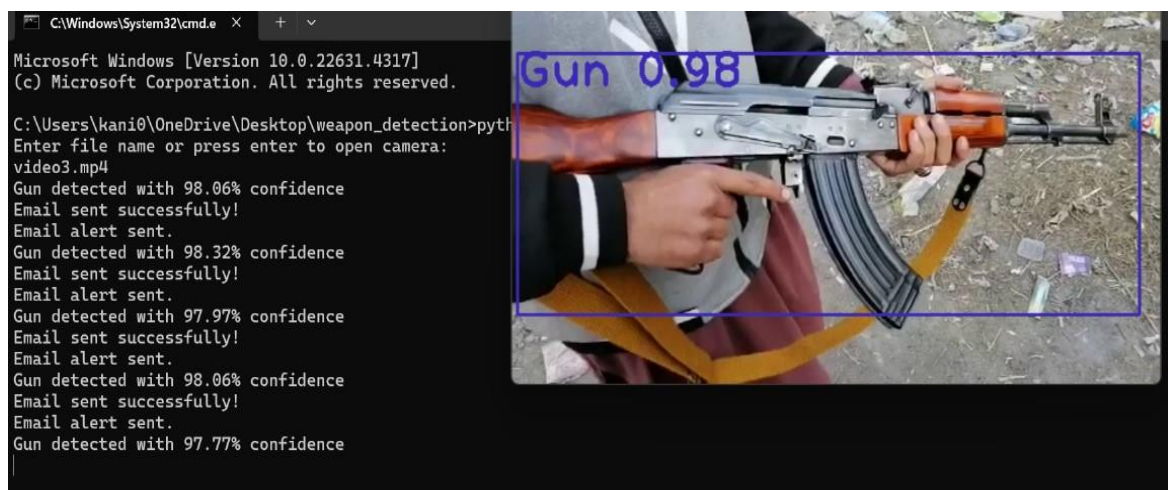 C:\Windows\System32\cmd.e
Microsoft Windows [Version 10.0.22631.4317]
(c) Microsoft Corporation. All rights reserved.
C:\Users\kani0\OneDrive\Desktop\weapon_detection>pyth
Enter file name or press enter to open camera:
video3.mp4
Gun detected with 98.06% confidence
Email sent successfully!
Email alert sent.
Gun detected with 98.32% confidence
Email sent successfully!
Email alert sent.
Gun detected with 97.97% confidence
Email sent successfully!
Email alert sent.
Gun detected with 98.06% confidence
Email sent successfully!
Email alert sent.
Gun detected with 97.77% confidence
Gun 0.98